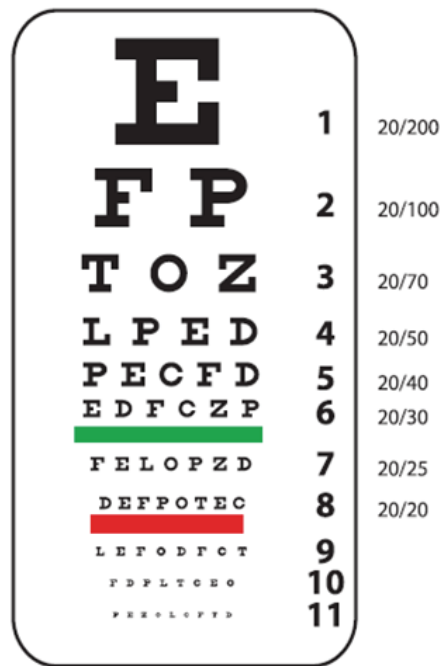 E 1 20/200
F P 2 20/100
T O Z 3 20/70
L P E D 4 20/50
P E C F D 5 20/40
E D F C Z P 6 20/30
F E L O P Z D 7 20/25
D E F P O T E C 8 20/20
L E F O D F C T 9
F D P L T C E O 10
P E Z O L C F T D 11